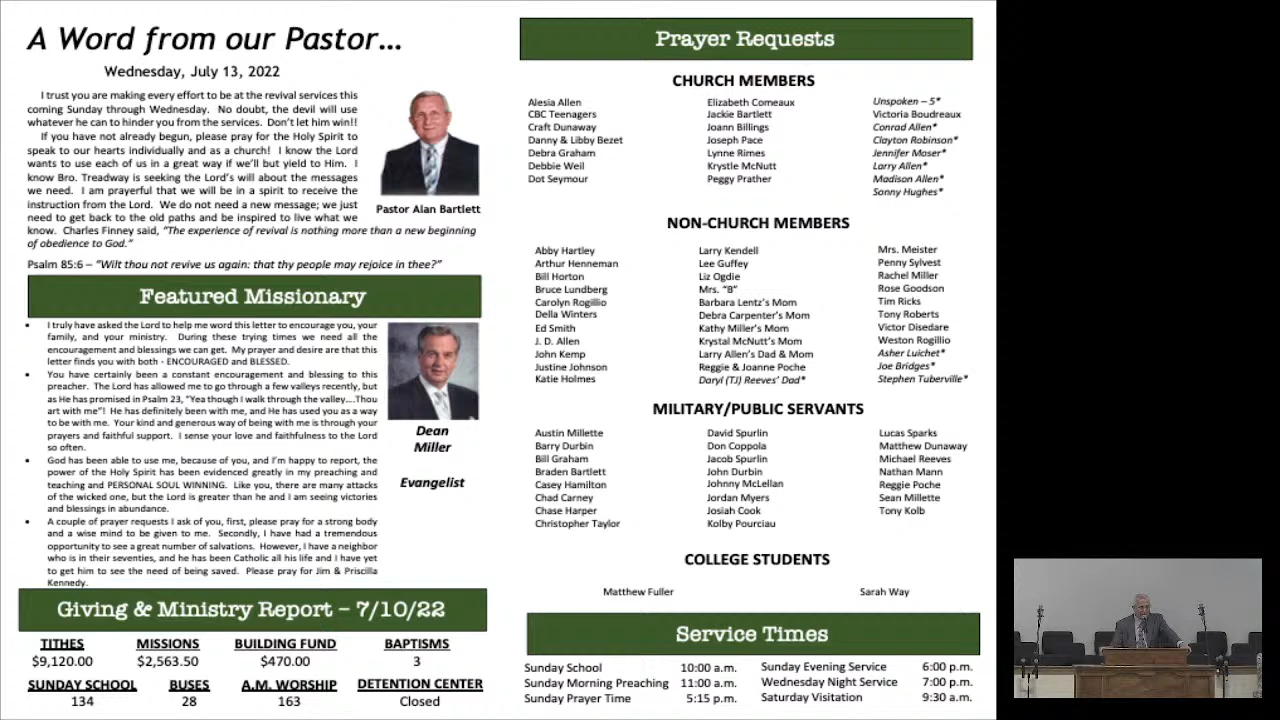 A Word from our Pastor…
Wednesday, July 13, 2022
I trust you are making every effort to be at the revival services this
coming Sunday through Wednesday. No doubt, the devil will use
whatever he can to hinder you from the services. Don't let him win!!
If you have not already begun, please pray for the Holy Spirit to
speak to our hearts individually and as a church! I know the Lord
wants to use each of us in a great way if we'll but yield to Him. I
know Bro. Treadway is seeking the Lord's will about the messages
we need. I am prayerful that we will be in a spirit to receive the
instruction from the Lord. We do not need a new message; we just
need to get back to the old paths and be inspired to live what we
know. Charles Finney said, "The experience of revival is nothing more than a new beginning
of obedience to God."
Pastor Alan Bartlett
Psalm 85:6 – "Wilt thou not revive us again: that thy people may rejoice in thee?"
Featured Missionary
• I truly have asked the Lord to help me word this letter to encourage you, your
family, and your ministry. During these trying times we need all the
encouragement and blessings we can get. My prayer and desire are that this
letter finds you with both - ENCOURAGED and BLESSED.
• You have certainly been a constant encouragement and blessing to this
preacher. The Lord has allowed me to go through a few valleys recently, but
as He has promised in Psalm 23, "Yea though I walk through the valley….Thou
art with me"! He has definitely been with me, and He has used you as a way
to be with me. Your kind and generous way of being with me is through your
prayers and faithful support. I sense your love and faithfulness to the Lord
so often.
• God has been able to use me, because of you, and I'm happy to report, the
power of the Holy Spirit has been evidenced greatly in my preaching and
teaching and PERSONAL SOUL WINNING. Like you, there are many attacks
of the wicked one, but the Lord is greater than he and I am seeing victories
and blessings in abundance.
• A couple of prayer requests I ask of you, first, please pray for a strong body
and a wise mind to be given to me. Secondly, I have had a tremendous
opportunity to see a great number of salvations. However, I have a neighbor
who is in their seventies, and he has been Catholic all his life and I have yet
to get him to see the need of being saved. Please pray for Jim & Priscilla
Kennedy.
Dean
Miller
Evangelist
Giving & Ministry Report – 7/10/22
TITHES MISSIONS BUILDING FUND BAPTISMS
$9,120.00 $2,563.50 $470.00 3
SUNDAY SCHOOL BUSES A.M. WORSHIP DETENTION CENTER
134 28 163 Closed
Prayer Requests
CHURCH MEMBERS
Alesia Allen Elizabeth Comeaux Unspoken – 5*
CBC Teenagers Jackie Bartlett Victoria Boudreaux
Craft Dunaway Joann Billings Conrad Allen*
Danny & Libby Bezet Joseph Pace Clayton Robinson*
Debra Graham Lynne Rimes Jennifer Moser*
Debbie Weil Krystle McNutt Larry Allen*
Dot Seymour Peggy Prather Madison Allen*
Sonny Hughes*
NON-CHURCH MEMBERS
Abby Hartley Larry Kendell Mrs. Meister
Arthur Henneman Lee Guffey Penny Sylvest
Bill Horton Liz Ogdie Rachel Miller
Bruce Lundberg Mrs. "B" Rose Goodson
Carolyn Rogillio Barbara Lentz's Mom Tim Ricks
Della Winters Debra Carpenter's Mom Tony Roberts
Ed Smith Kathy Miller's Mom Victor Disedare
J. D. Allen Krystal McNutt's Mom Weston Rogillio
John Kemp Larry Allen's Dad & Mom Asher Luichet*
Justine Johnson Reggie & Joanne Poche Joe Bridges*
Katie Holmes Daryl (TJ) Reeves' Dad* Stephen Tuberville*
MILITARY/PUBLIC SERVANTS
Austin Millette David Spurlin Lucas Sparks
Barry Durbin Don Coppola Matthew Dunaway
Bill Graham Jacob Spurlin Michael Reeves
Braden Bartlett John Durbin Nathan Mann
Casey Hamilton Johnny McLellan Reggie Poche
Chad Carney Jordan Myers Sean Millette
Chase Harper Josiah Cook Tony Kolb
Christopher Taylor Kolby Pourciau
COLLEGE STUDENTS
Matthew Fuller Sarah Way
Service Times
Sunday School 10:00 a.m. Sunday Evening Service 6:00 p.m.
Sunday Morning Preaching 11:00 a.m. Wednesday Night Service 7:00 p.m.
Sunday Prayer Time 5:15 p.m. Saturday Visitation 9:30 a.m.